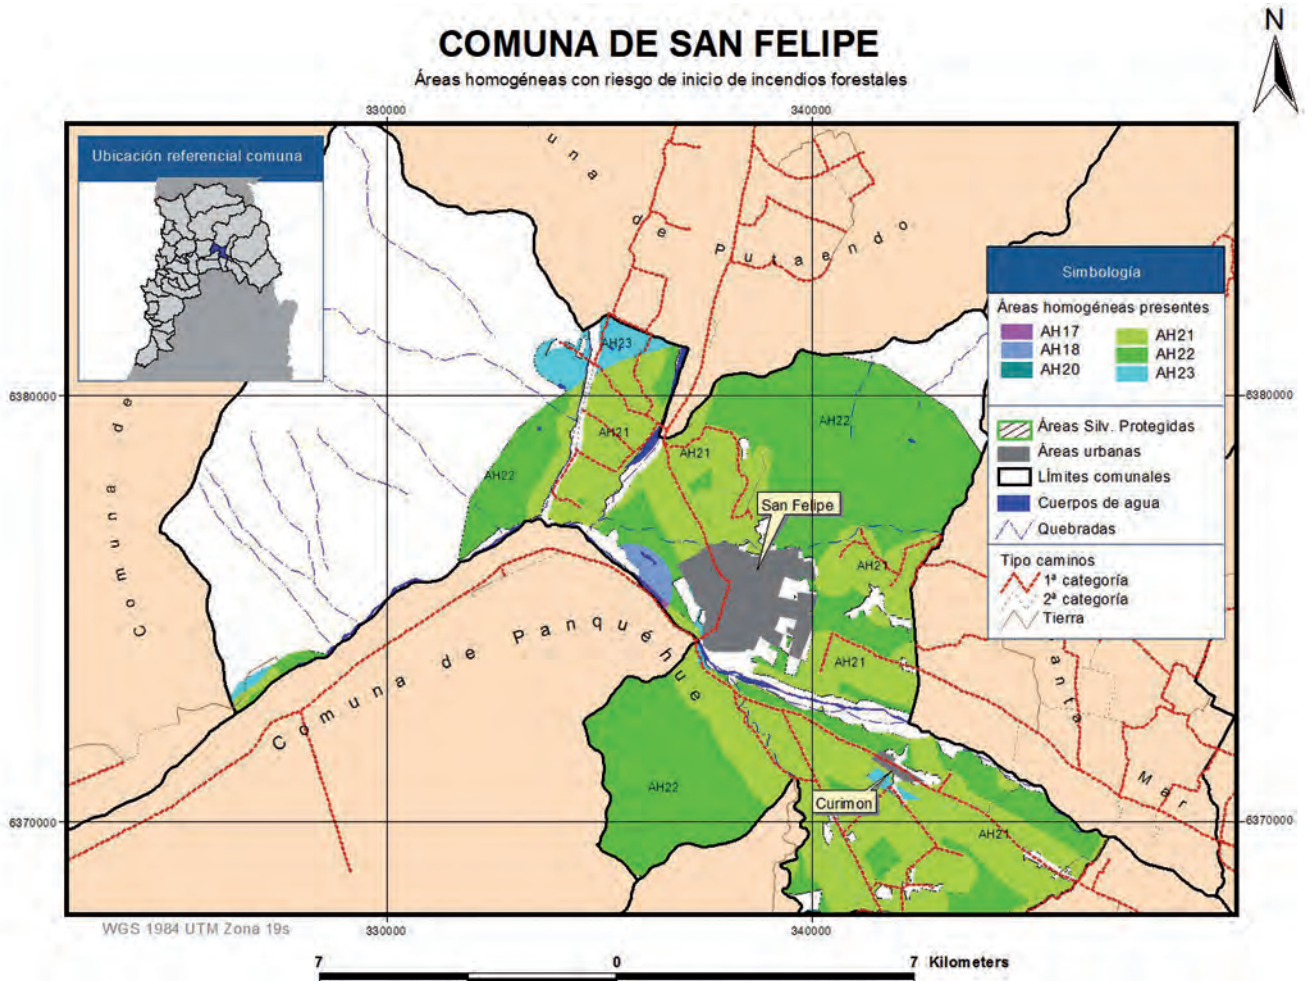 COMUNA DE SAN FELIPE
Áreas homogéneas con riesgo de inicio de incendios forestales
N
330000
340000
Ubicación referencial comuna
una
de
Putaendo
Simbología
Áreas homogéneas presentes
AH17
AH21
AH18
AH22
AH20
AH23
Áreas Silv. Protegidas
Áreas urbanas
Límites comunales
Cuerpos de agua
Quebradas
Tipo caminos
1ª categoría
2ª categoría
Tierra
AH23
6380000
6380000
Comuna de
AH22
AH21
AH21
AH22
AH22
San Felipe
AH21
Comuna de Panquéhue
AH21
anta
Mar
AH22
Curimon
AH21
6370000
6370000
WGS 1984 UTM Zona 19s
330000
340000
7
0
7 Kilometers